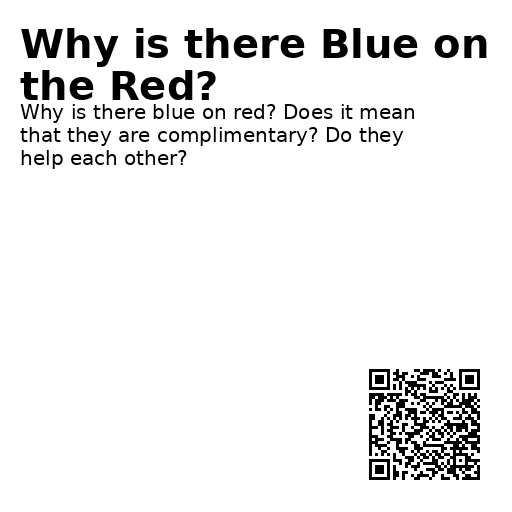 Why is there Blue on
the Red?
Why is there blue on red? Does it mean
that they are complimentary? Do they
help each other?